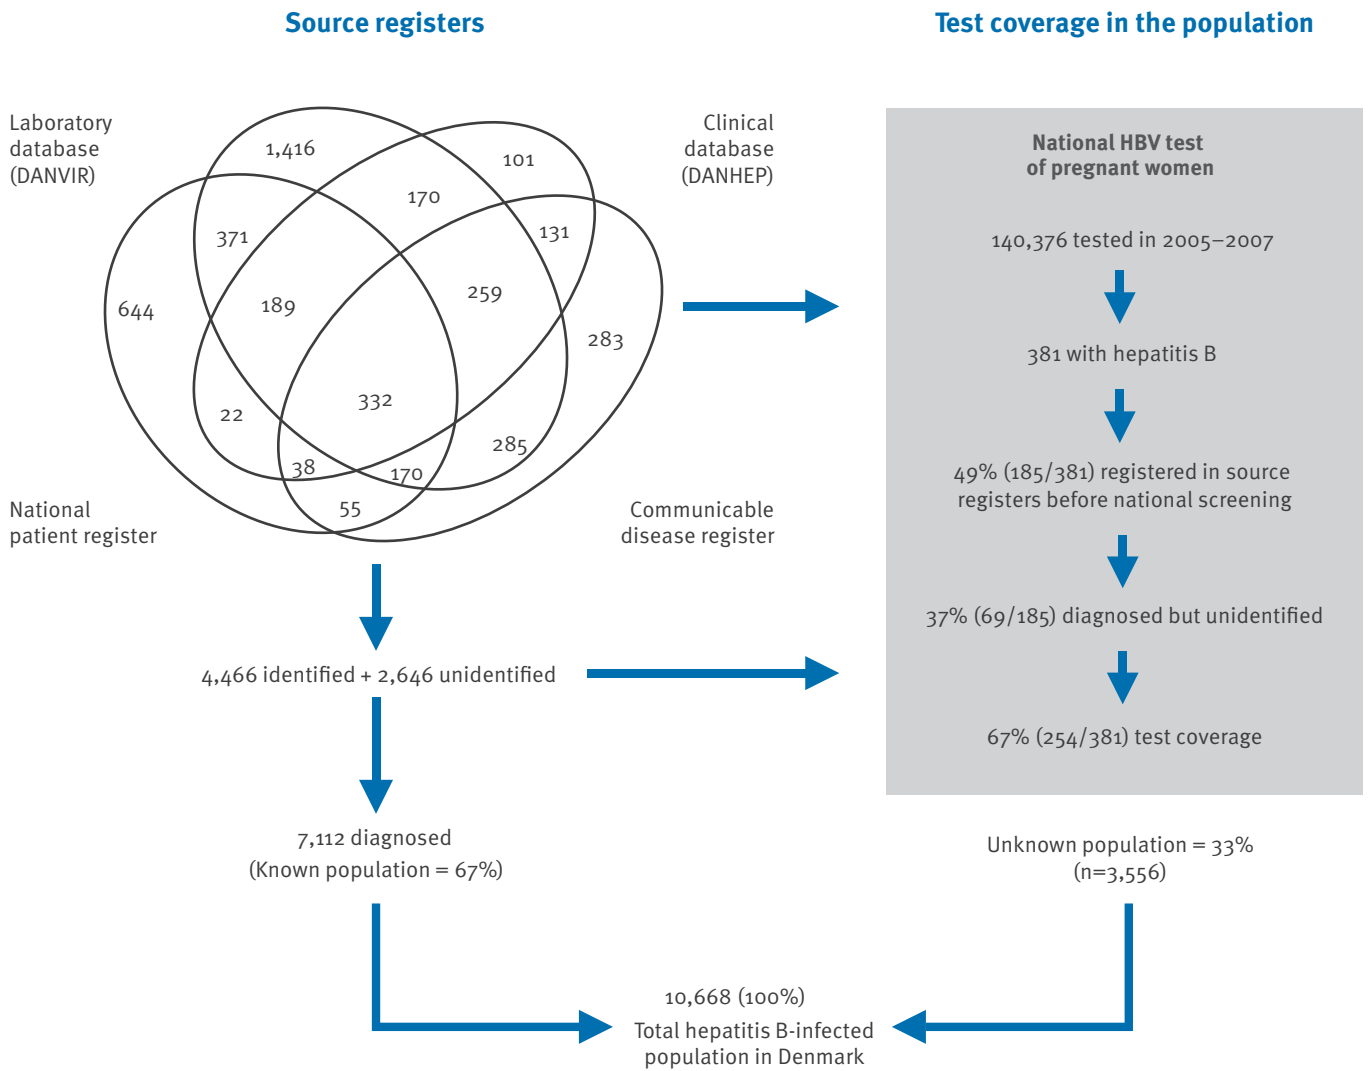 Source registers
Test coverage in the population
Laboratory
database
(DANVIR)
Clinical
database
(DANHEP)
1,416
101
170
371
131
644
189
259
283
22
332
285
38
170
55
National
patient register
Communicable
disease register
4,466 identified + 2,646 unidentified
7,112 diagnosed
(Known population = 67%)
National HBV test
of pregnant women
140,376 tested in 2005–2007
381 with hepatitis B
49% (185/381) registered in source
registers before national screening
37% (69/185) diagnosed but unidentified
67% (254/381) test coverage
Unknown population = 33%
(n=3,556)
10,668 (100%)
Total hepatitis B-infected
population in Denmark